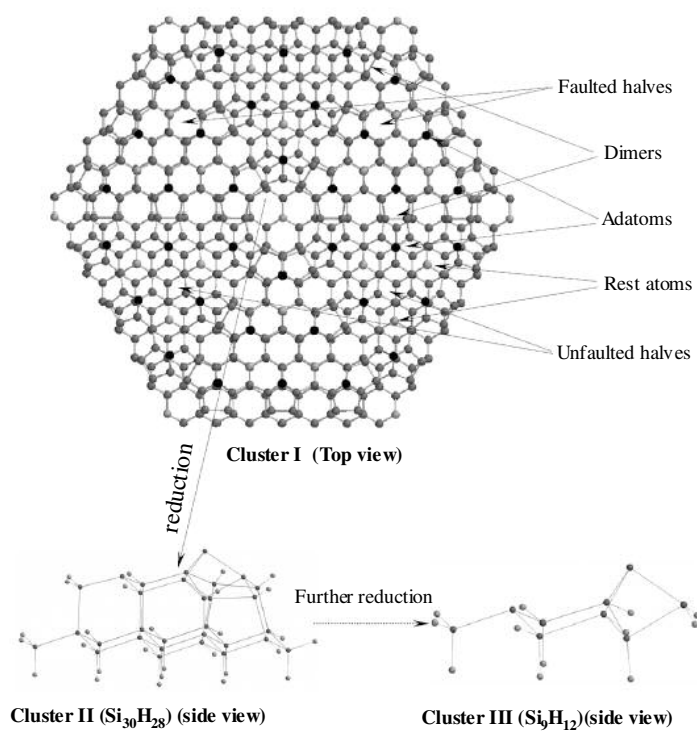 Faulted halves
Dimers
Adatoms
Rest atoms
Unfaulted halves
Cluster I (Top view)
reduction
Further reduction
Cluster II (Si₃₀H₂₈) (side view)
Cluster III (Si₉H₁₂)(side view)